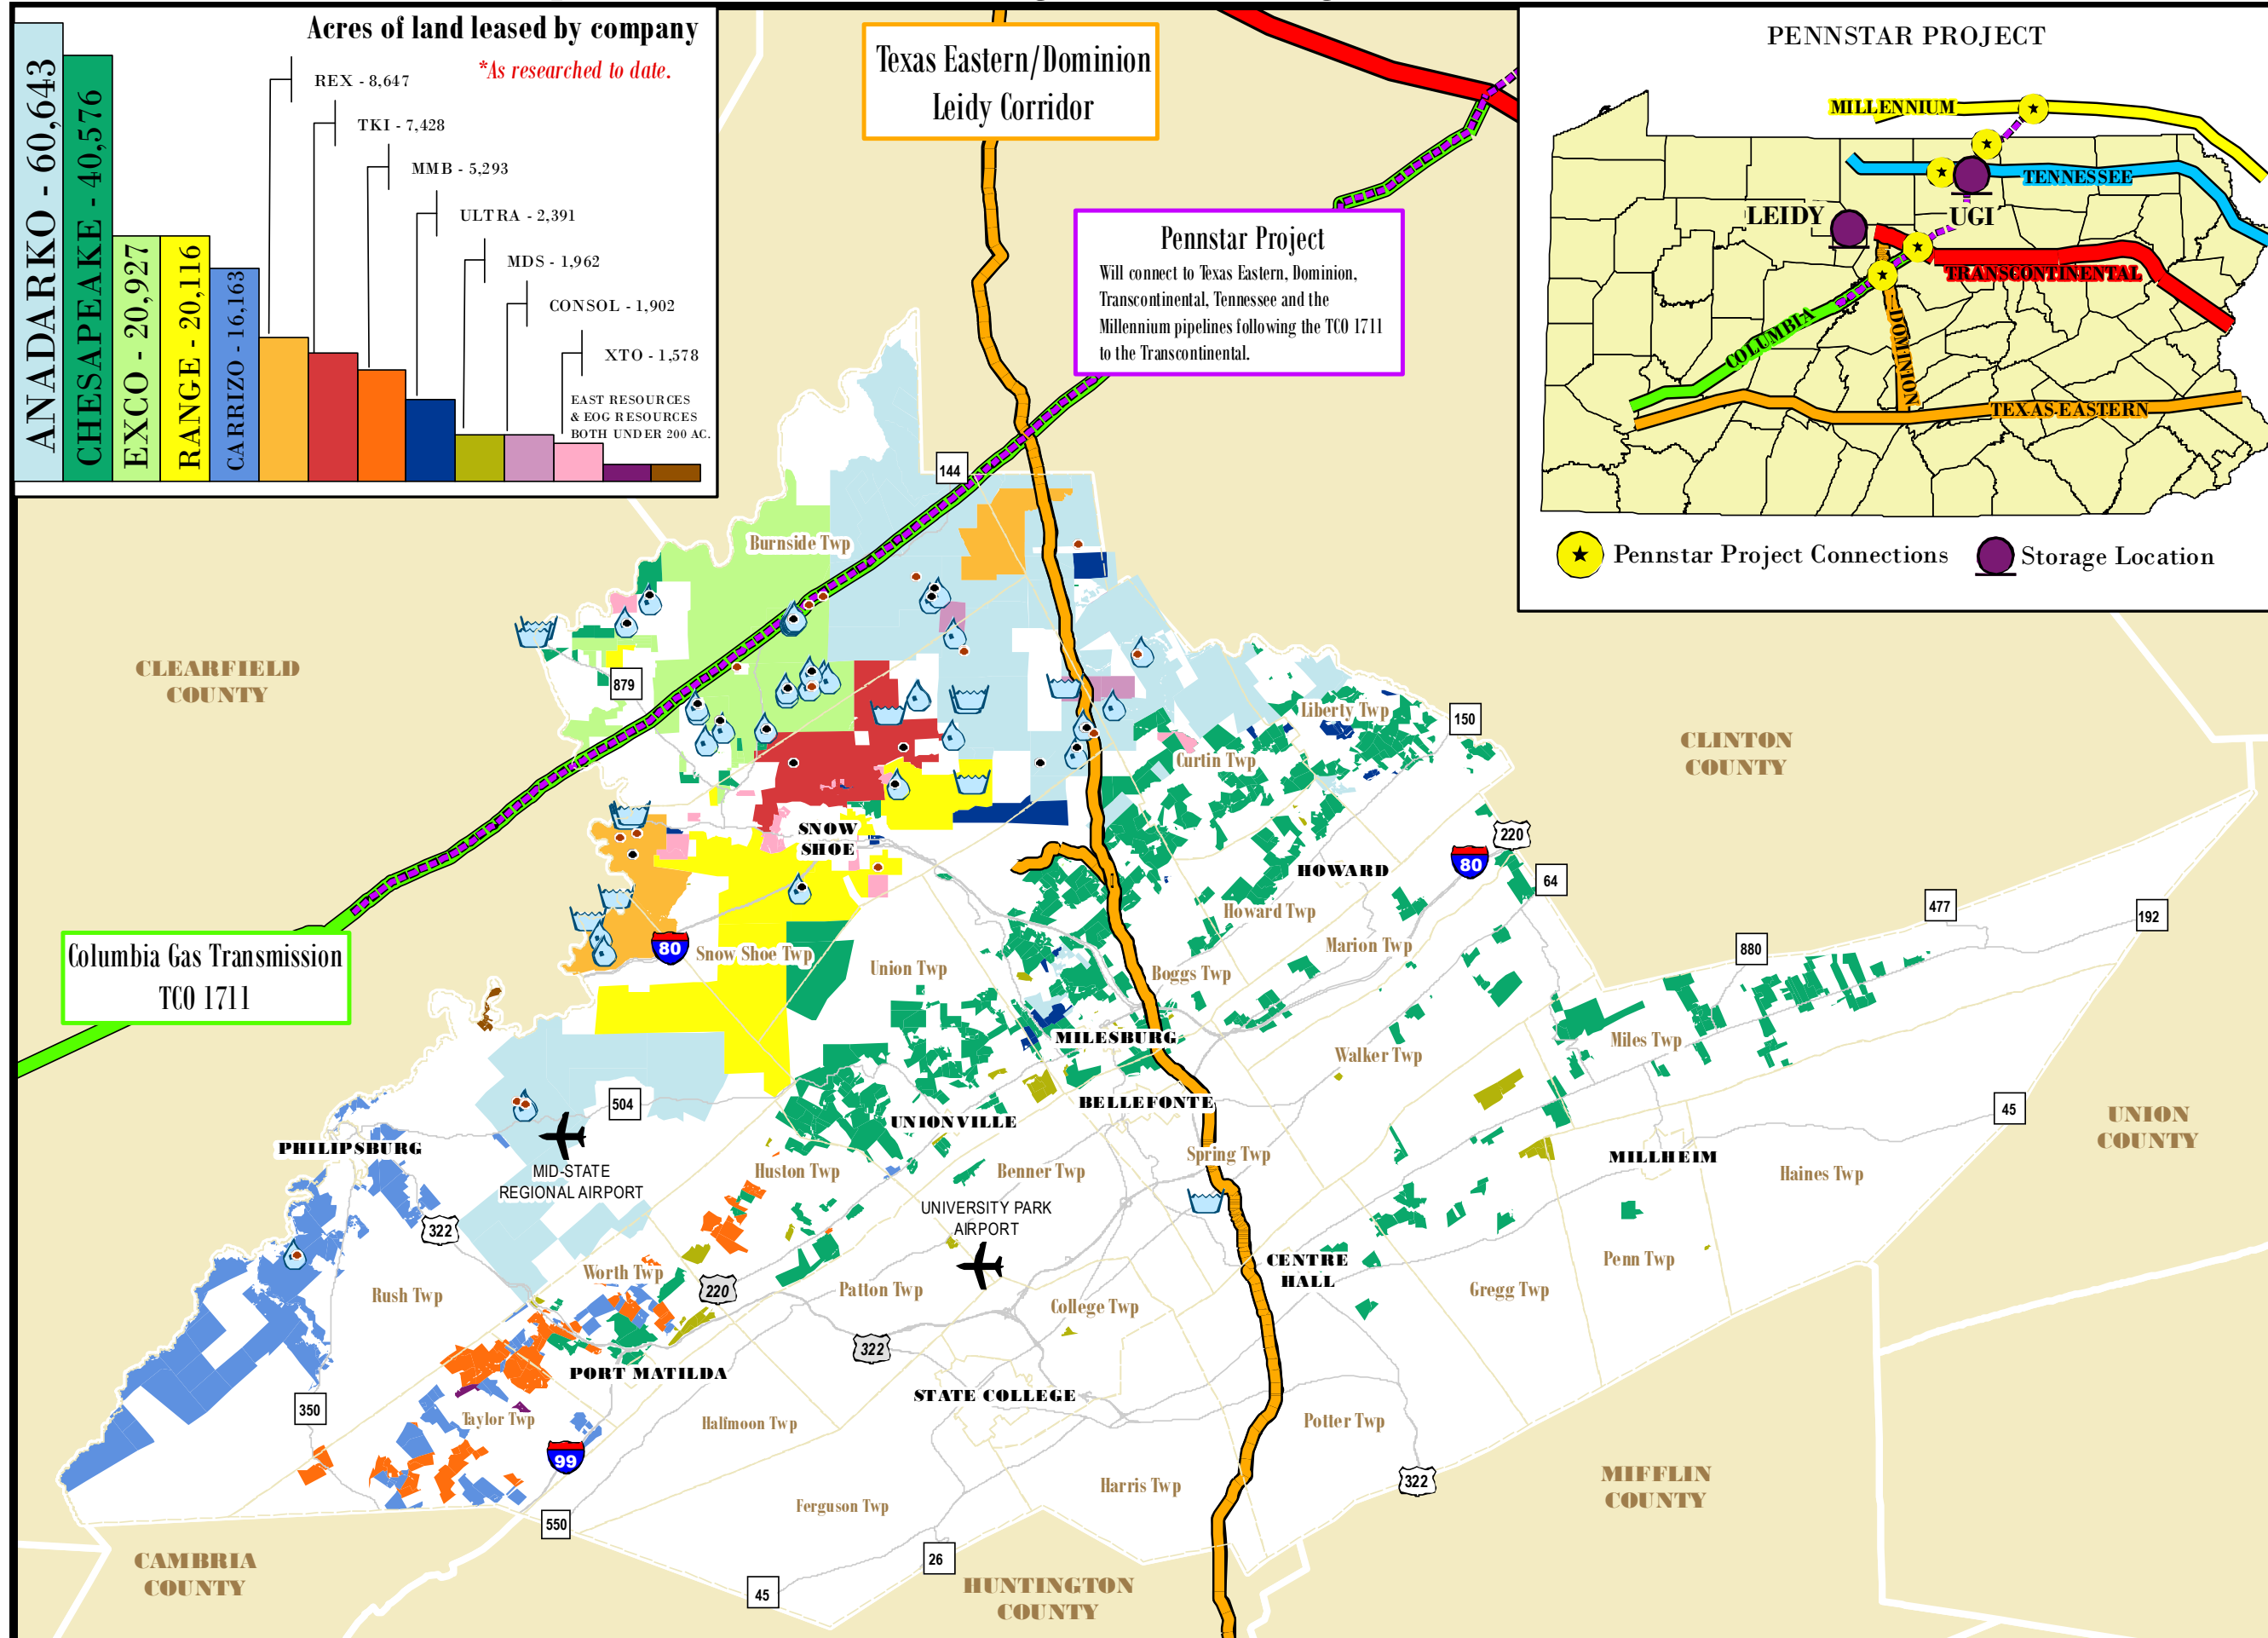 Acres of land leased by company
*As researched to date.
ANADARKO - 60,643
CHESAPEAKE - 40,576
EXCO - 20,927
RANGE - 20,116
CARRIZO - 16,163
REX - 8,647
TKI - 7,428
MMB - 5,293
ULTRA - 2,391
MDS - 1,962
CONSOL - 1,902
XTO - 1,578
EAST RESOURCES
& EOG RESOURCES
BOTH UNDER 200 AC.
Texas Eastern/Dominion
Leidy Corridor
Pennstar Project
Will connect to Texas Eastern, Dominion,
Transcontinental, Tennessee and the
Millennium pipelines following the TCO 1711
to the Transcontinental.
PENNSTAR PROJECT
MILLENNIUM
TENNESSEE
LEIDY
UGI
TRANSCONTINENTAL
COLUMBIA
DOMINION
TEXAS EASTERN
Pennstar Project Connections
Storage Location
144
Burnside Twp
CLEARFIELD
COUNTY
879
Liberty Twp
150
CLINTON
COUNTY
Curtin Twp
SNOW
SHOE
220
80
HOWARD
64
Howard Twp
477
192
Columbia Gas Transmission
TCO 1711
80
Snow Shoe Twp
Union Twp
Marion Twp
Boggs Twp
880
MILESBURG
Miles Twp
Walker Twp
504
BELLEFONTE
UNIONVILLE
45
UNION
COUNTY
PHILIPSBURG
MID-STATE
REGIONAL AIRPORT
Huston Twp
Benner Twp
Spring Twp
MILLHEIM
Haines Twp
UNIVERSITY PARK
AIRPORT
322
CENTRE
HALL
Worth Twp
Rush Twp
220
Patton Twp
College Twp
Gregg Twp
Penn Twp
322
PORT MATILDA
STATE COLLEGE
350
Taylor Twp
Halfmoon Twp
Potter Twp
99
322
MIFFLIN
COUNTY
Harris Twp
Ferguson Twp
550
CAMBRIA
COUNTY
26
45
HUNTINGTON
COUNTY